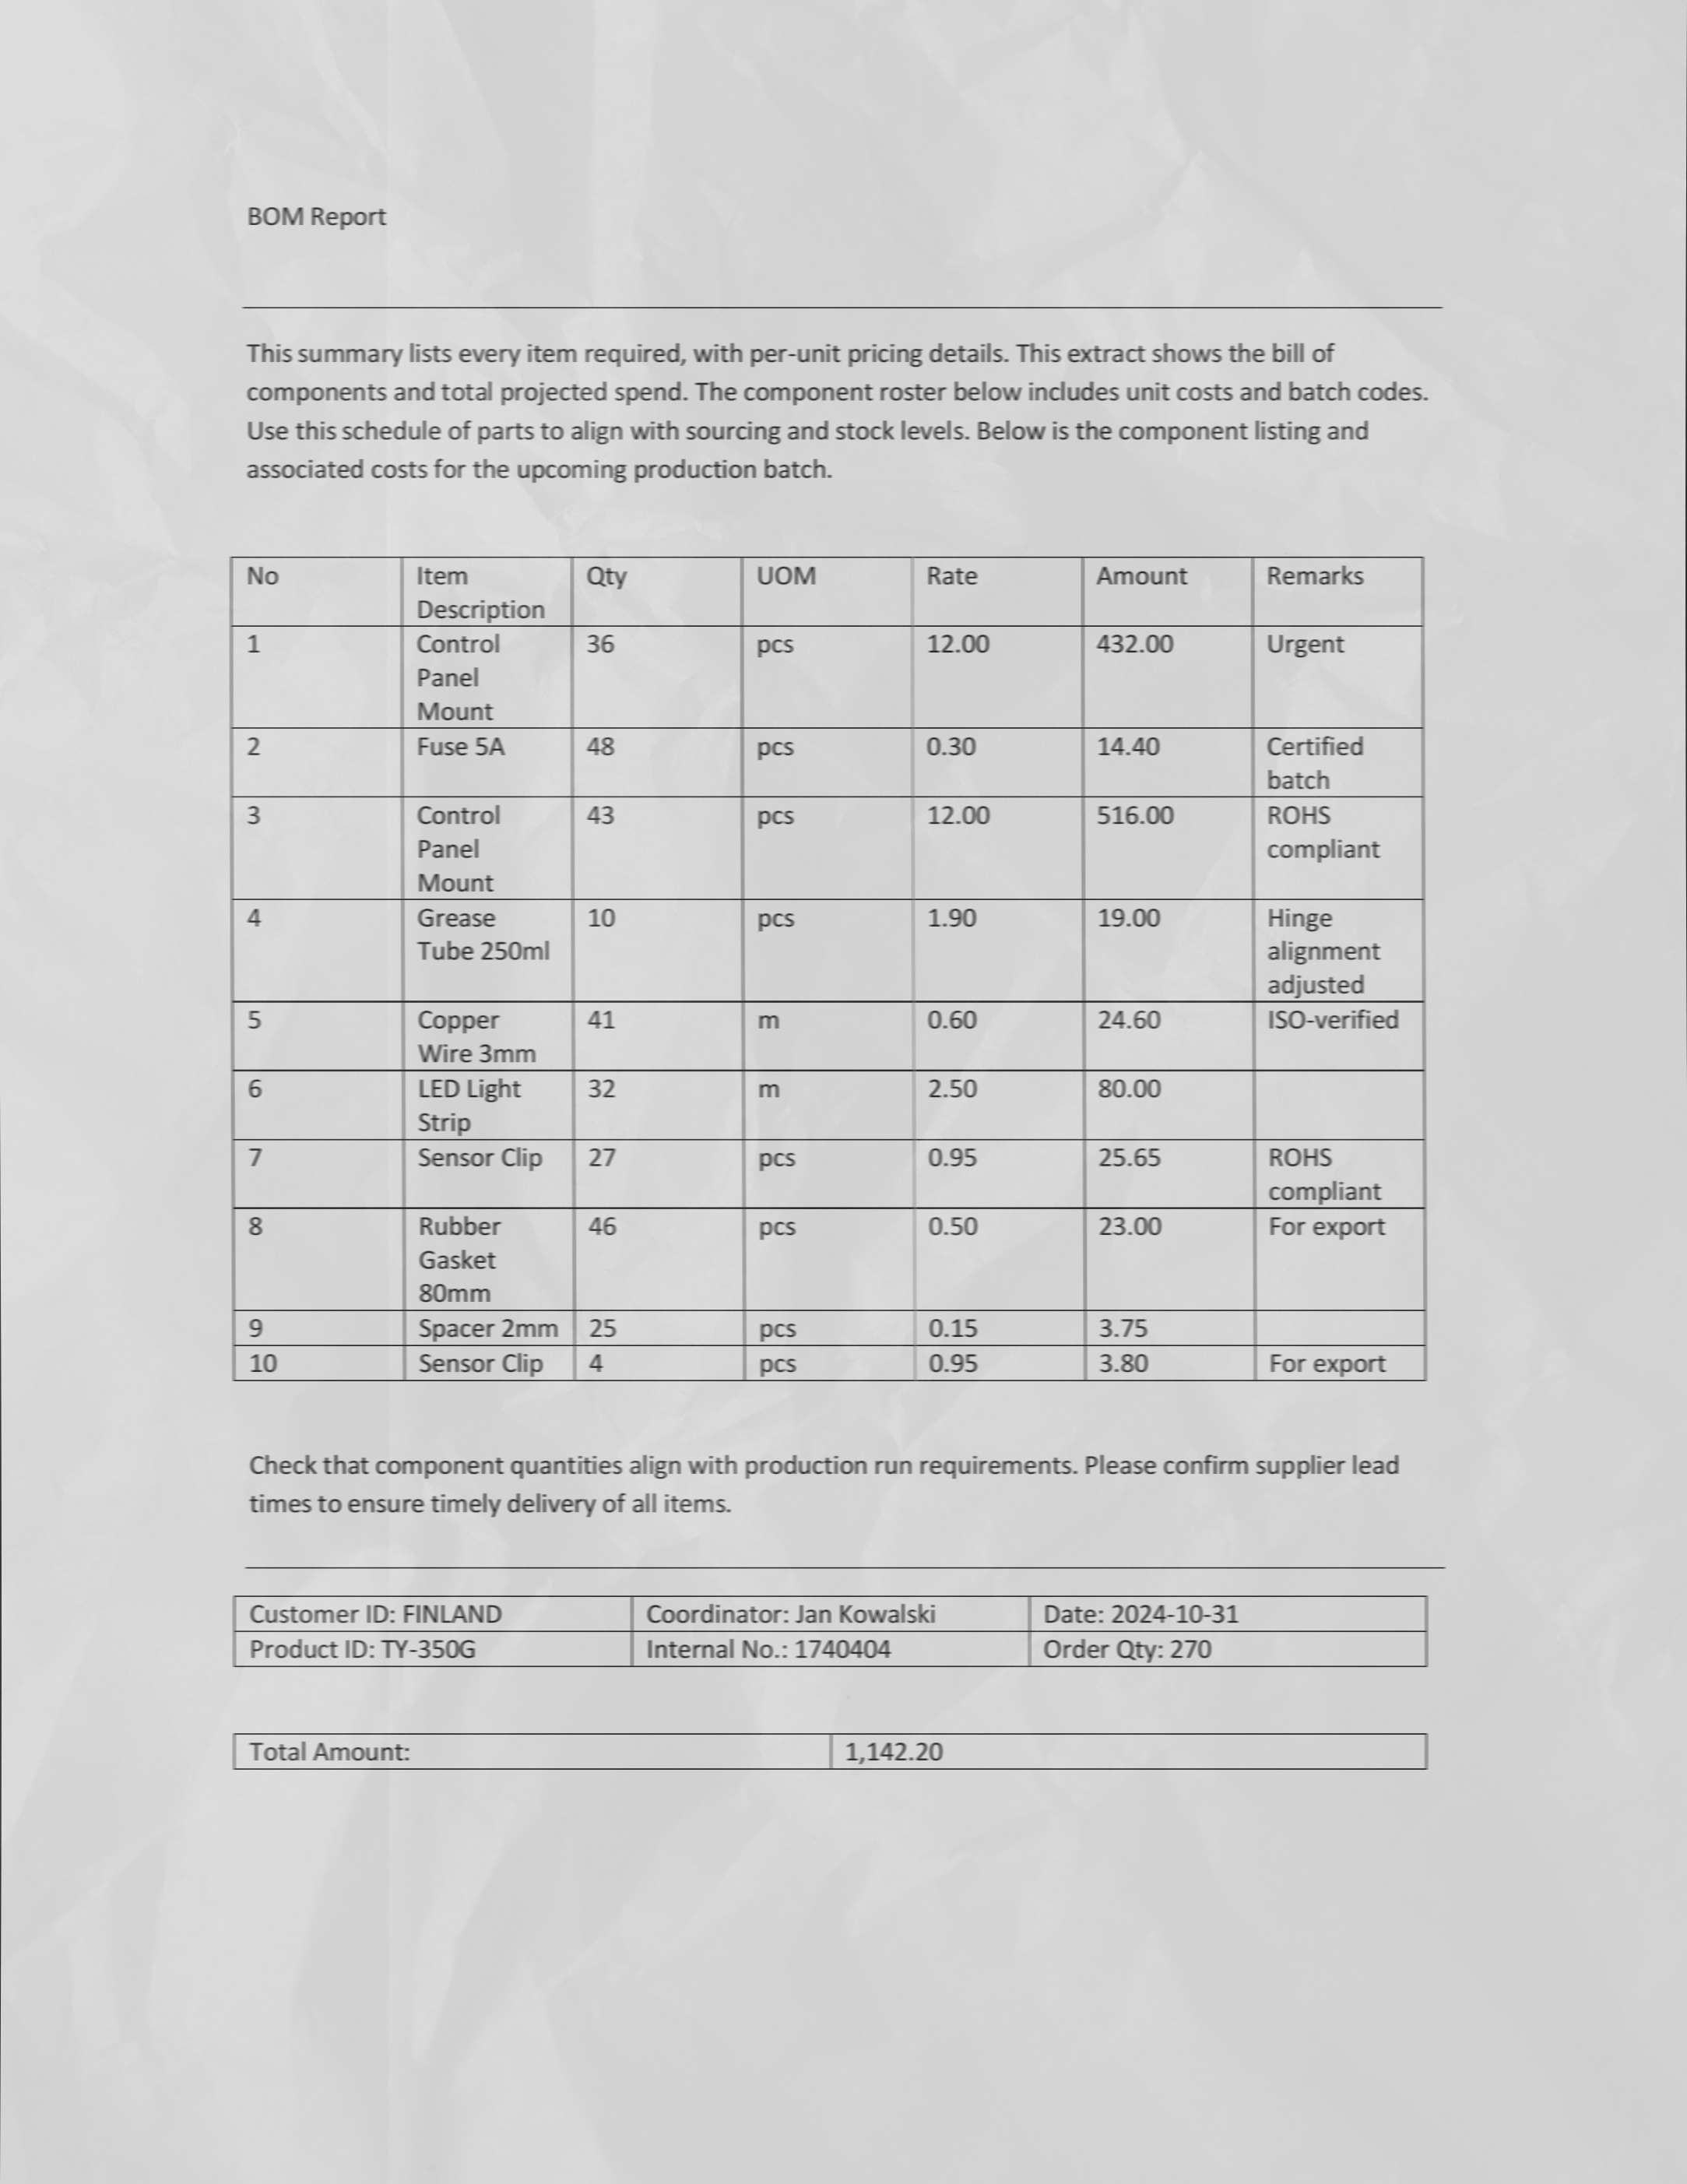 BOM Report
This summary lists every item required, with per-unit pricing details. This extract shows the bill of
components and total projected spend. The component roster below includes unit costs and batch codes.
Use this schedule of parts to align with sourcing and stock levels. Below is the component listing and
associated costs for the upcoming production batch.
No Item Description Qty UOM Rate Amount Remarks
1 Control Panel Mount 36 pcs 12.00 432.00 Urgent
2 Fuse 5A 48 pcs 0.30 14.40 Certified batch
3 Control Panel Mount 43 pcs 12.00 516.00 ROHS compliant
4 Grease Tube 250ml 10 pcs 1.90 19.00 Hinge alignment adjusted
5 Copper Wire 3mm 41 m 0.60 24.60 ISO-verified
6 LED Light Strip 32 m 2.50 80.00
7 Sensor Clip 27 pcs 0.95 25.65 ROHS compliant
8 Rubber Gasket 80mm 46 pcs 0.50 23.00 For export
9 Spacer 2mm 25 pcs 0.15 3.75
10 Sensor Clip 4 pcs 0.95 3.80 For export
Check that component quantities align with production run requirements. Please confirm supplier lead
times to ensure timely delivery of all items.
Customer ID: FINLAND Coordinator: Jan Kowalski Date: 2024-10-31
Product ID: TY-350G Internal No.: 1740404 Order Qty: 270
Total Amount: 1,142.20